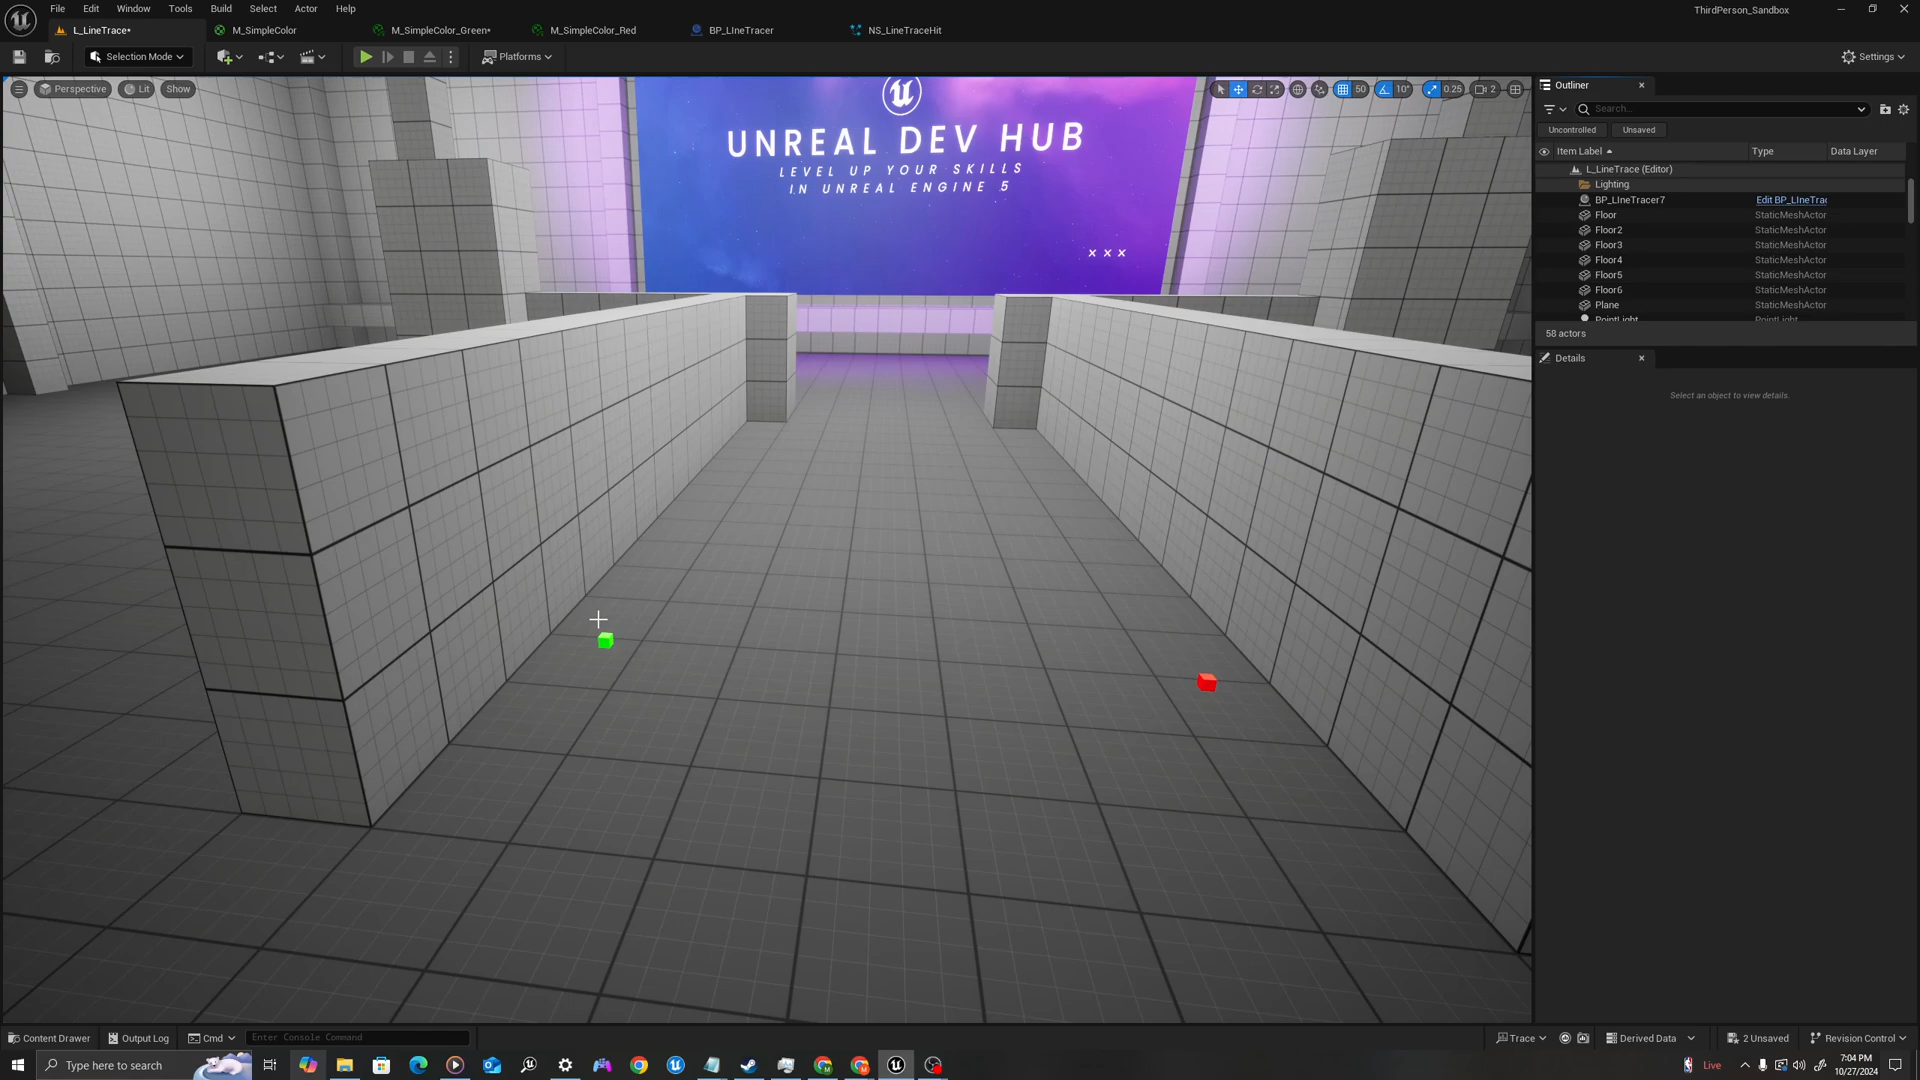 File Edit Window Tools Build Select Actor Help
ThirdPerson_Sandbox
L_LineTrace*
M_SimpleColor
M_SimpleColor_Green*
M_SimpleColor_Red
BP_LIneTracer
NS_LineTraceHit
Selection Mode
Platforms
Settings
Perspective
Lit
Show
50
10°
0.25
2
UNREAL DEV HUB
LEVEL UP YOUR SKILLS
IN UNREAL ENGINE 5
x x x
Outliner
Search...
Uncontrolled
Unsaved
Item Label
Type
Data Layer
L_LineTrace (Editor)
Lighting
BP_LIneTracer7 Edit BP_LIneTrac
Floor StaticMeshActor
Floor2 StaticMeshActor
Floor3 StaticMeshActor
Floor4 StaticMeshActor
Floor5 StaticMeshActor
Floor6 StaticMeshActor
Plane StaticMeshActor
PointLight PointLight
58 actors
Details
Select an object to view details.
Content Drawer
Output Log
Cmd
Enter Console Command
Trace
Derived Data
2 Unsaved
Revision Control
Type here to search
Live
7:04 PM
10/27/2024